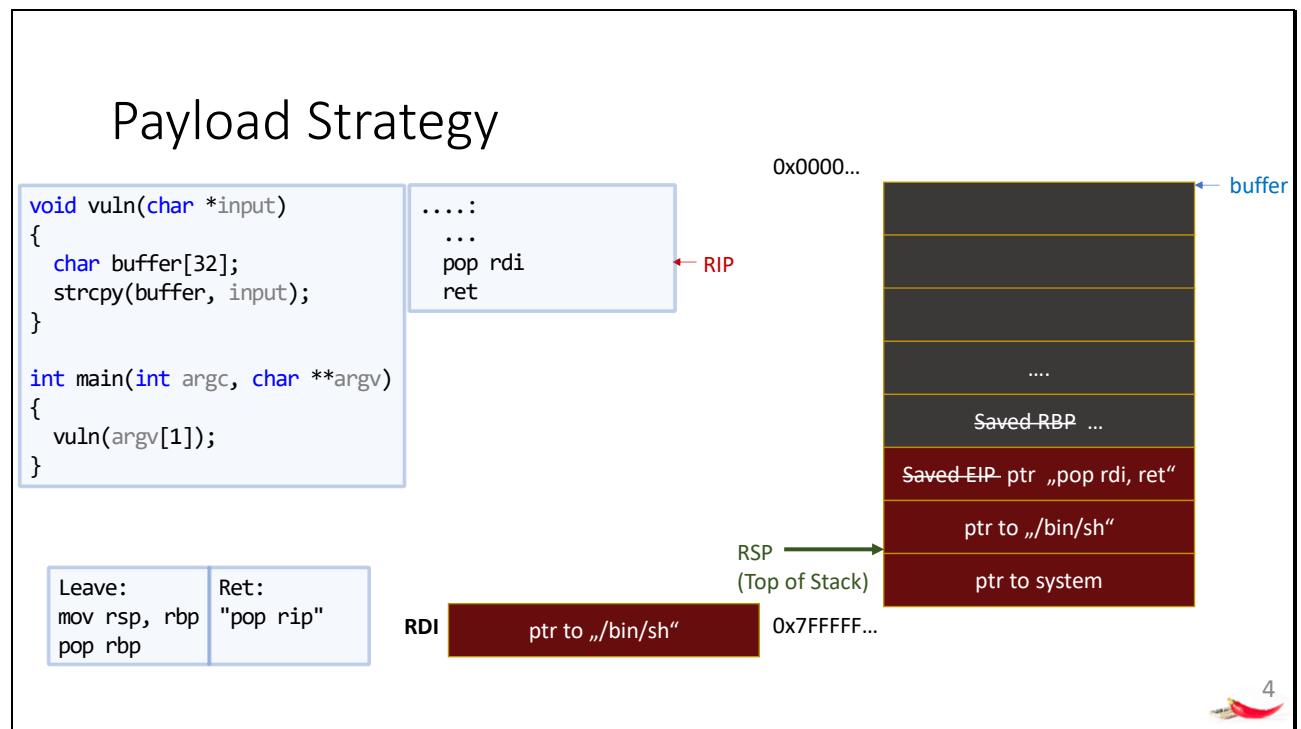 Payload Strategy
void vuln(char *input)
{
  char buffer[32];
  strcpy(buffer, input);
}

int main(int argc, char **argv)
{
  vuln(argv[1]);
}
....:
  ...
  pop rdi
  ret
RIP
0x0000…
buffer
….
Saved RBP …
Saved EIP ptr „pop rdi, ret“
ptr to „/bin/sh“
ptr to system
RSP
(Top of Stack)
0x7FFFFF…
Leave:
mov rsp, rbp
pop rbp
Ret:
"pop rip"
RDI
ptr to „/bin/sh“
4